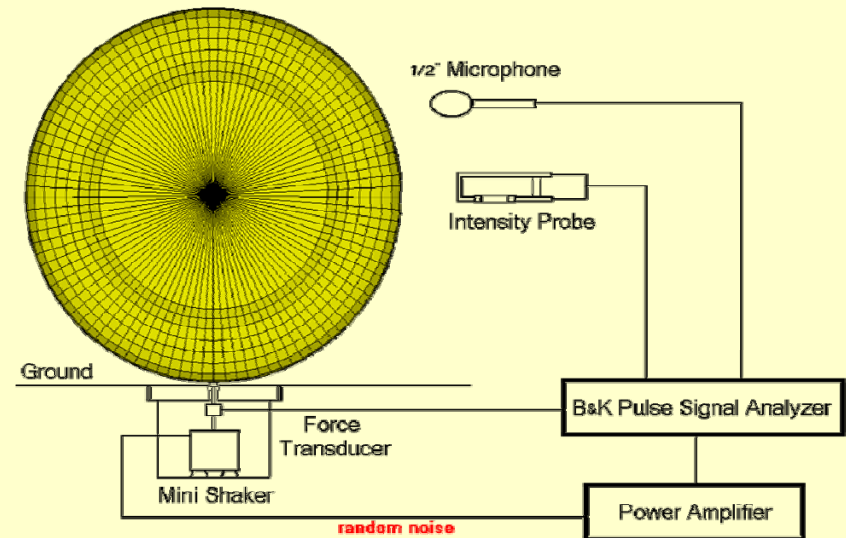 1/2" Microphone
Intensity Probe
Ground
Force
Transducer
B&K Pulse Signal Analyzer
Mini Shaker
Power Amplifier
random noise